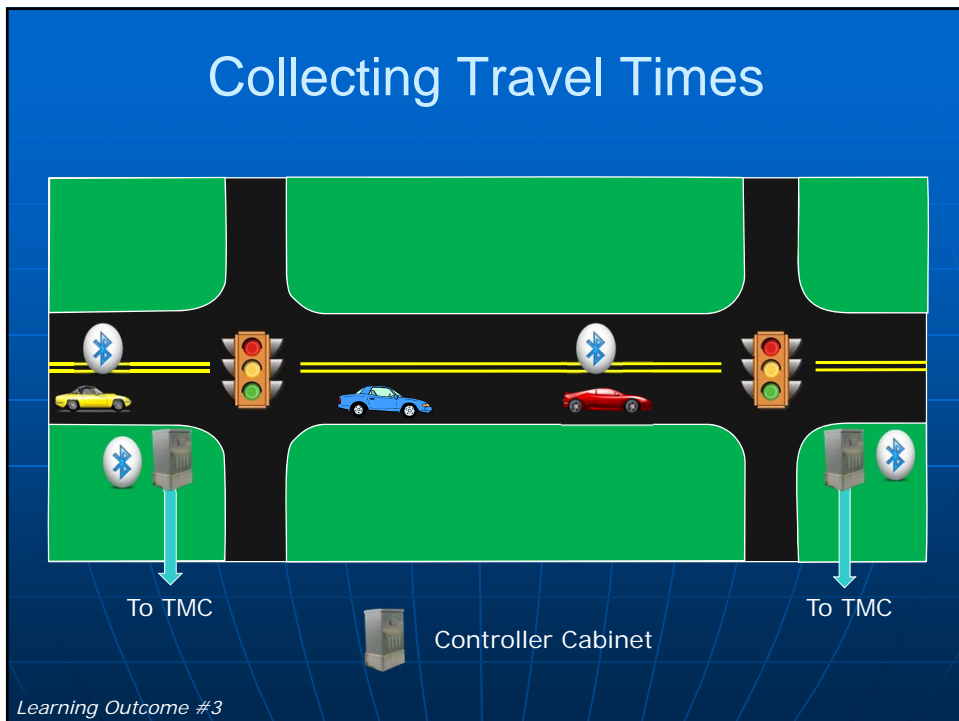 Collecting Travel Times
To TMC
To TMC
Controller Cabinet
Learning Outcome #3